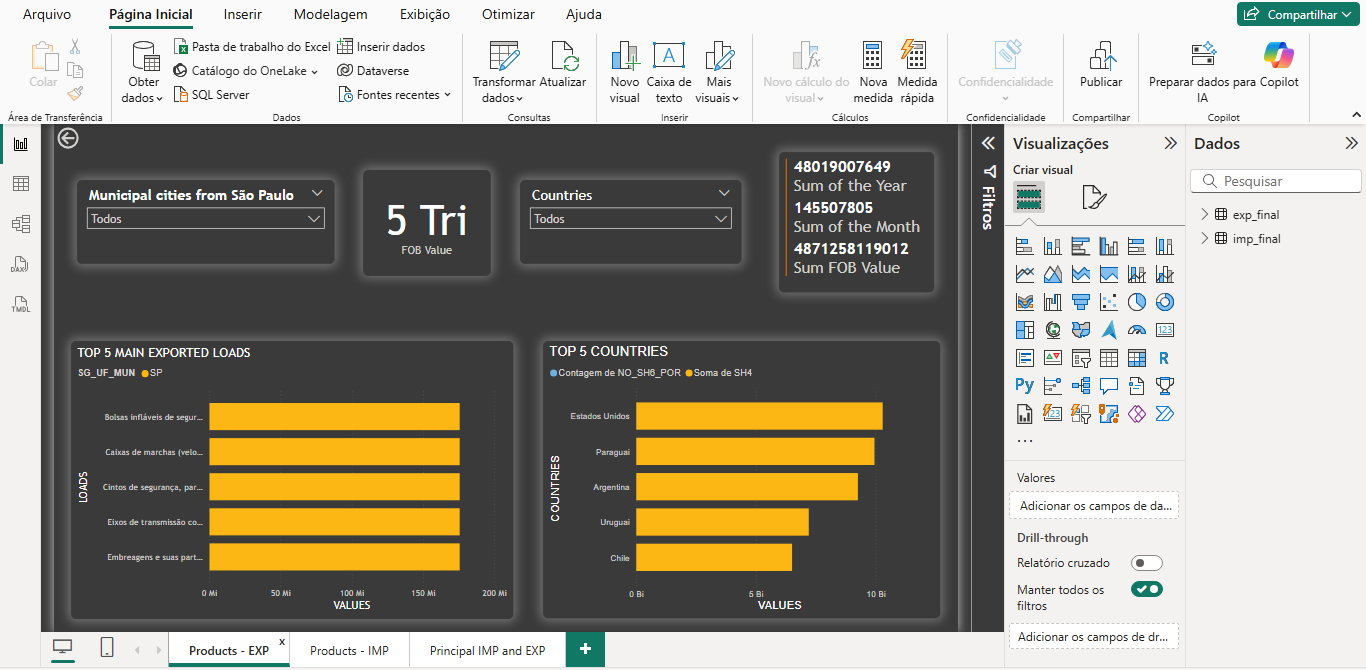 Arquivo
Página Inicial
Inserir
Modelagem
Exibição
Otimizar
Ajuda
Compartilhar
Colar
Área de Transferência
Obter
dados
Pasta de trabalho do Excel
Catálogo do OneLake
SQL Server
Inserir dados
Dataverse
Fontes recentes
Dados
Transformar
dados
Atualizar
Consultas
Novo
visual
Caixa de
texto
Mais
visuais
Inserir
Novo cálculo do
visual
Nova
medida
Medida
rápida
Cálculos
Confidencialidade
Confidencialidade
Publicar
Compartilhar
Preparar dados para
IA
Copilot
Copilot
DAX
TMDL
Municipal cities from São Paulo
Todos
5 Tri
FOB Value
Countries
Todos
48019007649
Sum of the Year
145507805
Sum of the Month
4871258119012
Sum FOB Value
TOP 5 MAIN EXPORTED LOADS
SG_UF_MUN
SP
LOADS
Bolsas infláveis de segur...
Caixas de marchas (velo...
Cintos de segurança, par...
Eixos de transmissão co...
Embreagens e suas part...
0 Mi
50 Mi
100 Mi
150 Mi
200 Mi
VALUES
TOP 5 COUNTRIES
Contagem de NO_SH6_POR
Soma de SH4
COUNTRIES
Estados Unidos
Paraguai
Argentina
Uruguai
Chile
0 Bi
5 Bi
10 Bi
VALUES
Filtros
Visualizações
Criar visual
123
R
Py
123
...
Valores
Adicionar os campos de da...
Drill-through
Relatório cruzado
Manter todos os
filtros
Adicionar os campos de dr...
Dados
Pesquisar
exp_final
imp_final
Products - EXP
x
Products - IMP
Principal IMP and EXP
+